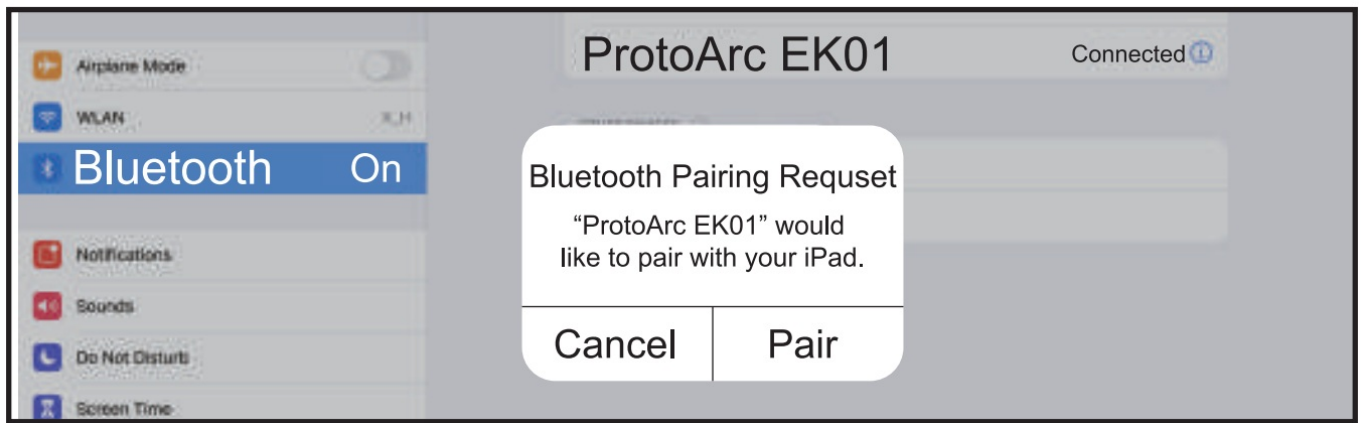 Airplane Mode
WLAN X_H
Bluetooth On
Notifications
Sounds
Do Not Disturb
Screen Time
ProtoArc EK01 Connected
Bluetooth Pairing Requset
“ProtoArc EK01” would
like to pair with your iPad.
Cancel Pair